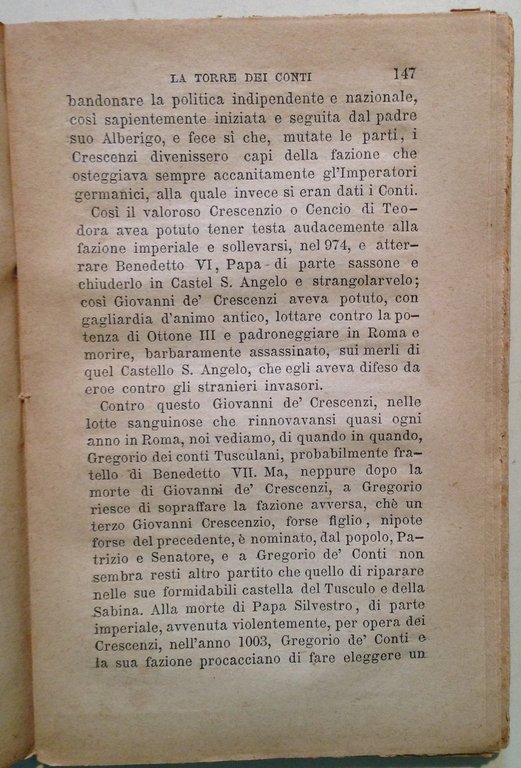 LA TORRE DEI CONTI 147
bandonare la politica indipendente e nazionale,
così sapientemente iniziata e seguita dal padre
suo Alberigo, e fece sì che, mutate le parti, i
Crescenzi divenissero capi della fazione che
osteggiava sempre accanitamente gl'Imperatori
germanici, alla quale invece si eran dati i Conti.
Così il valoroso Crescenzio o Cencio di Teo-
dora avea potuto tener testa audacemente alla
fazione imperiale e sollevarsi, nel 974, e atter-
rare Benedetto VI, Papa di parte sassone e
chiuderlo in Castel S. Angelo e strangolarvelo;
così Giovanni de' Crescenzi aveva potuto, con
gagliardia d'animo antico, lottare contro la po-
tenza di Ottone III e padroneggiare in Roma e
morire, barbaramente assassinato, sui merli di
quel Castello S. Angelo, che egli aveva difeso da
eroe contro gli stranieri invasori.
Contro questo Giovanni de' Crescenzi, nelle
lotte sanguinose che rinnovavansi quasi ogni
anno in Roma, noi vediamo, di quando in quando,
Gregorio dei conti Tusculani, probabilmente fra-
tello di Benedetto VII. Ma, neppure dopo la
morte di Giovanni de' Crescenzi, a Gregorio
riesce di sopraffare la fazione avversa, chè un
terzo Giovanni Crescenzio, forse figlio, nipote
forse del precedente, è nominato, dal popolo, Pa-
trizio e Senatore, e a Gregorio de' Conti non
sembra resti altro partito che quello di riparare
nelle sue formidabili castella del Tusculo e della
Sabina. Alla morte di Papa Silvestro, di parte
imperiale, avvenuta violentemente, per opera dei
Crescenzi, nell'anno 1003, Gregorio de' Conti e
la sua fazione procacciano di fare eleggere un